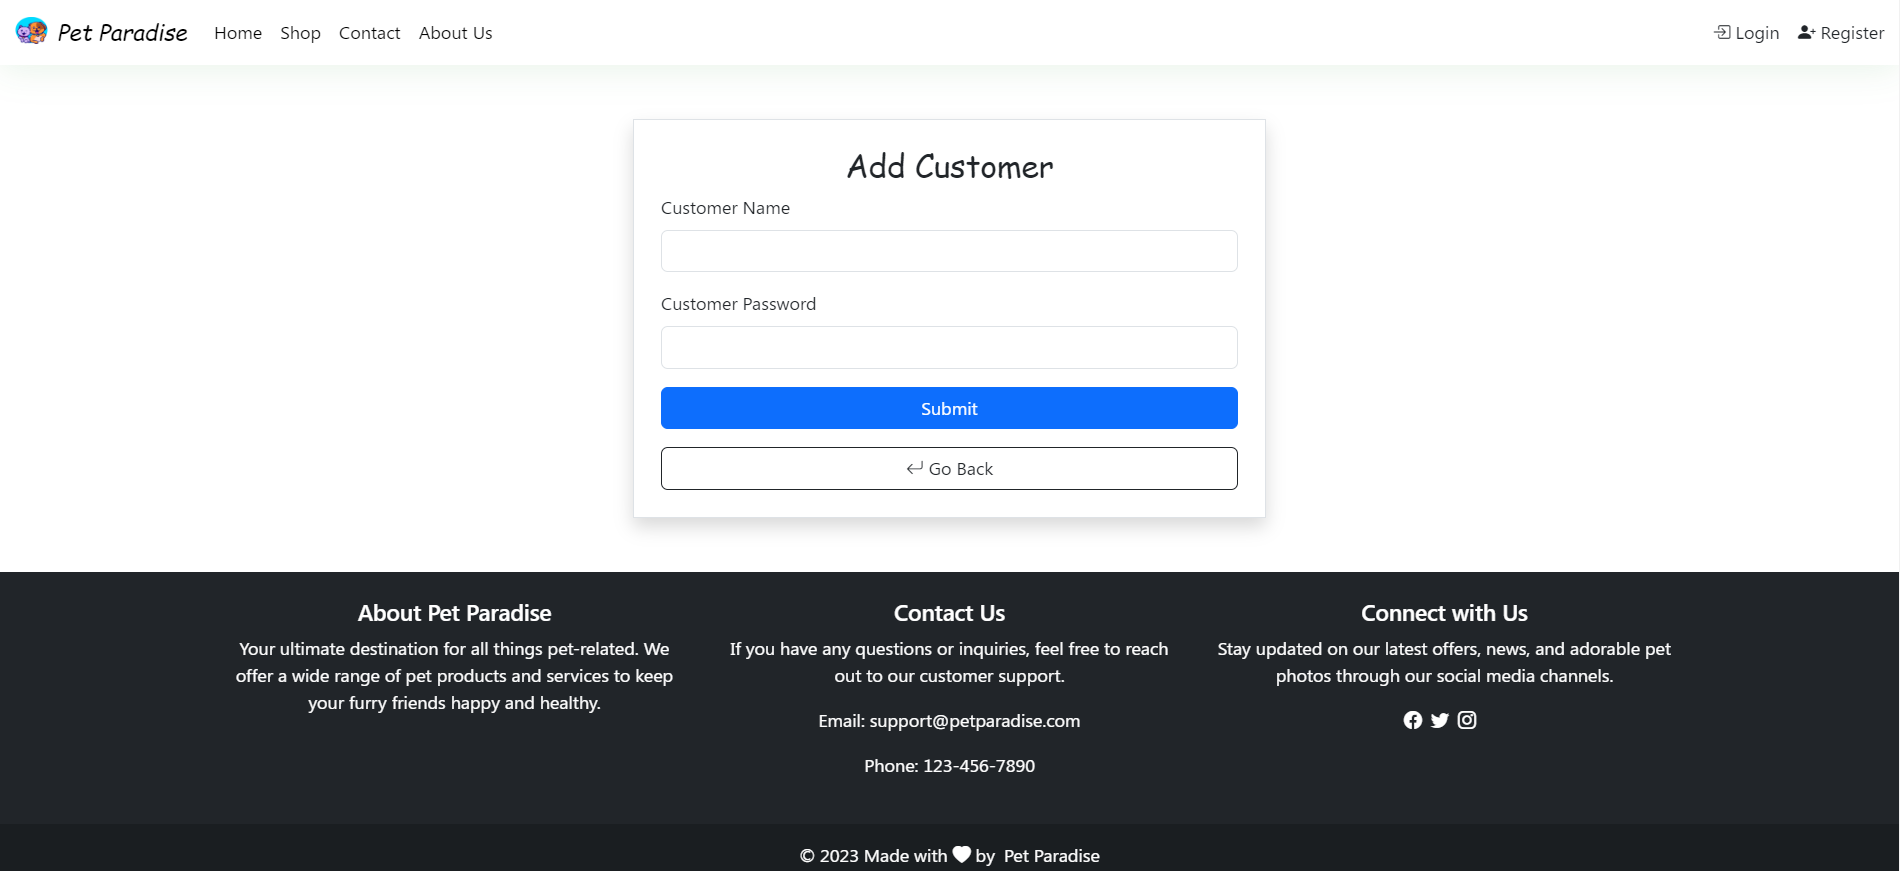 Pet Paradise Home Shop Contact About Us Login Register
Add Customer
Customer Name
Customer Password
Submit
Go Back
About Pet Paradise
Your ultimate destination for all things pet-related. We
offer a wide range of pet products and services to keep
your furry friends happy and healthy.
Contact Us
If you have any questions or inquiries, feel free to reach
out to our customer support.
Email: support@petparadise.com
Phone: 123-456-7890
Connect with Us
Stay updated on our latest offers, news, and adorable pet
photos through our social media channels.
© 2023 Made with by Pet Paradise